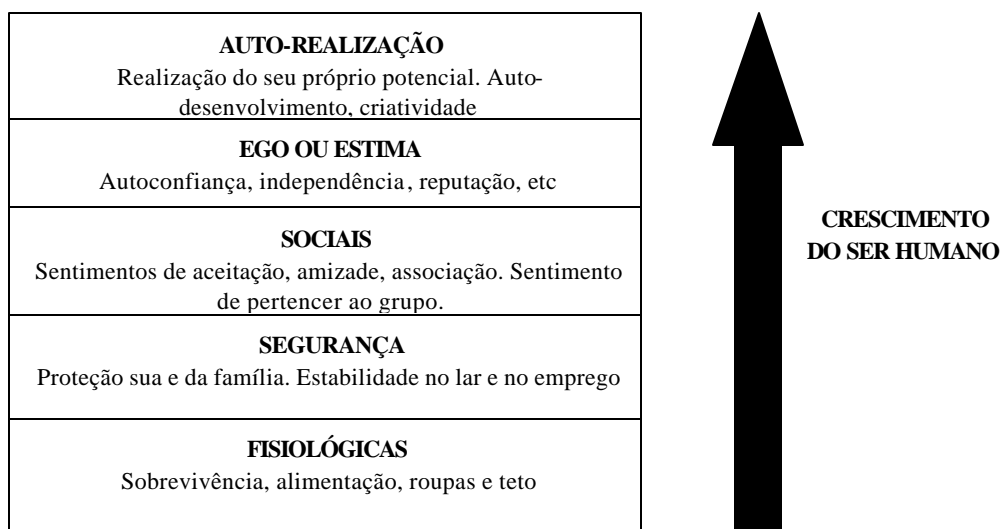 AUTO-REALIZAÇÃO
Realização do seu próprio potencial. Auto-
desenvolvimento, criatividade
EGO OU ESTIMA
Autoconfiança, independência, reputação, etc
SOCIAIS
Sentimentos de aceitação, amizade, associação. Sentimento
de pertencer ao grupo.
SEGURANÇA
Proteção sua e da família. Estabilidade no lar e no emprego
FISIOLÓGICAS
Sobrevivência, alimentação, roupas e teto
CRESCIMENTO
DO SER HUMANO